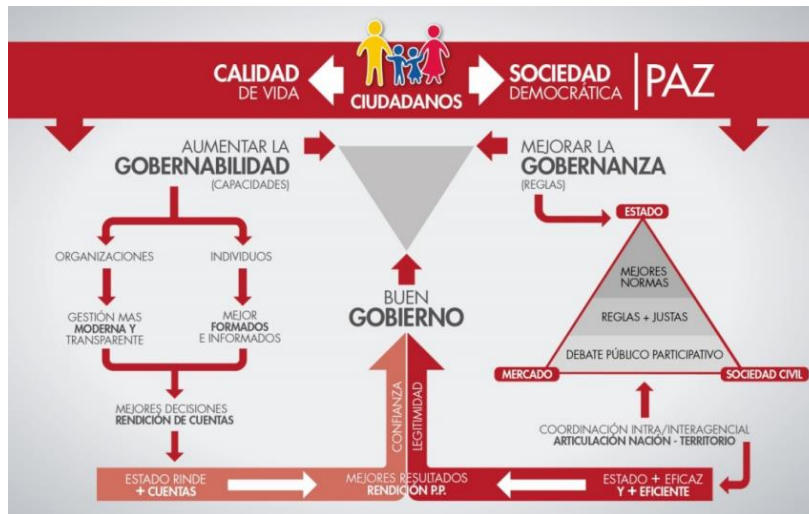 CALIDAD
DE VIDA
CIUDADANOS
SOCIEDAD
DEMOCRÁTICA
PAZ
AUMENTAR LA
GOBERNABILIDAD
(CAPACIDADES)
MEJORAR LA
GOBERNANZA
(REGLAS)
ORGANIZACIONES
INDIVIDUOS
GESTIÓN MAS
MODERNA Y
TRANSPARENTE
MEJOR
FORMADOS
E INFORMADOS
MEJORES DECISIONES
RENDICIÓN DE CUENTAS
ESTADO RINDE
+ CUENTAS
BUEN
GOBIERNO
CONFIANZA
LEGITIMIDAD
MEJORES RESULTADOS
RENDICIÓN P.P.
ESTADO
MEJORES
NORMAS
REGLAS + JUSTAS
DEBATE PÚBLICO PARTICIPATIVO
MERCADO
SOCIEDAD CIVIL
COORDINACIÓN INTRA/INTERAGENCIAL
ARTICULACIÓN NACIÓN - TERRITORIO
ESTADO + EFICAZ
Y + EFICIENTE